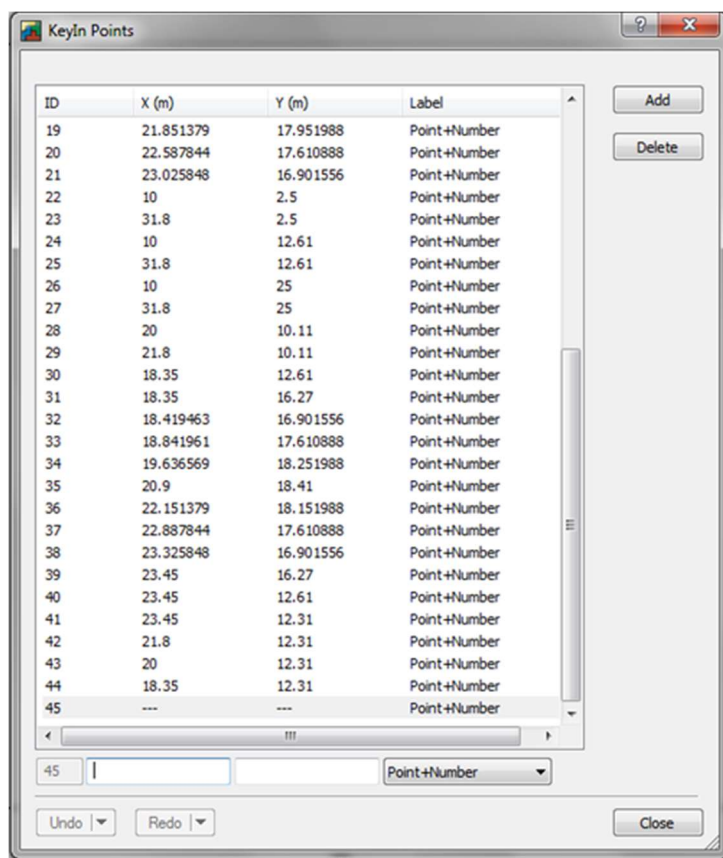 KeyIn Points
ID X (m) Y (m) Label
Add
19 21.851379 17.951988 Point+Number
20 22.587844 17.610888 Point+Number
Delete
21 23.025848 16.901556 Point+Number
22 10 2.5 Point+Number
23 31.8 2.5 Point+Number
24 10 12.61 Point+Number
25 31.8 12.61 Point+Number
26 10 25 Point+Number
27 31.8 25 Point+Number
28 20 10.11 Point+Number
29 21.8 10.11 Point+Number
30 18.35 12.61 Point+Number
31 18.35 16.27 Point+Number
32 18.419463 16.901556 Point+Number
33 18.841961 17.610888 Point+Number
34 19.636569 18.251988 Point+Number
35 20.9 18.41 Point+Number
36 22.151379 18.151988 Point+Number
37 22.887844 17.610888 Point+Number
38 23.325848 16.901556 Point+Number
39 23.45 16.27 Point+Number
40 23.45 12.61 Point+Number
41 23.45 12.31 Point+Number
42 21.8 12.31 Point+Number
43 20 12.31 Point+Number
44 18.35 12.31 Point+Number
45 --- --- Point+Number
45 Point+Number
Undo Redo Close